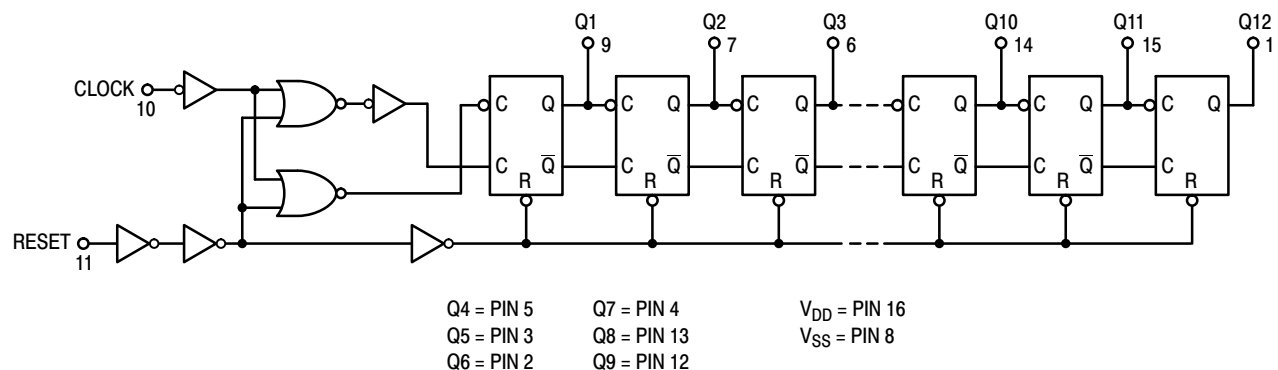 Q1 Q2 Q3 Q10 Q11 Q12
9 7 6 14 15 1
CLOCK
10
C Q C Q C Q C Q C Q C Q
C Q̅ C Q̅ C Q̅ C Q̅ C Q̅ C
R R R R R R
RESET
11
Q4 = PIN 5 Q7 = PIN 4 V_DD = PIN 16
Q5 = PIN 3 Q8 = PIN 13 V_SS = PIN 8
Q6 = PIN 2 Q9 = PIN 12